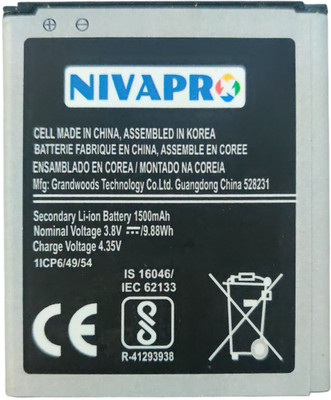 NIVAPRO
CELL MADE IN CHINA, ASSEMBLED IN KOREA
BATTERIE FABRIQUE EN CHINA, ASSEMBLE EN COREE
ENSAMBLADO EN COREA / MONTADO NA COREIA
Mfg: Grandwoods Technology Co.Ltd. Guangdong China 528231
Secondary Li-ion Battery 1500mAh
Nominal Voltage 3.8V ⎓/9.88Wh
Charge Voltage 4.35V
1ICP6/49/54
IS 16046/
IEC 62133
CE
R-41293938